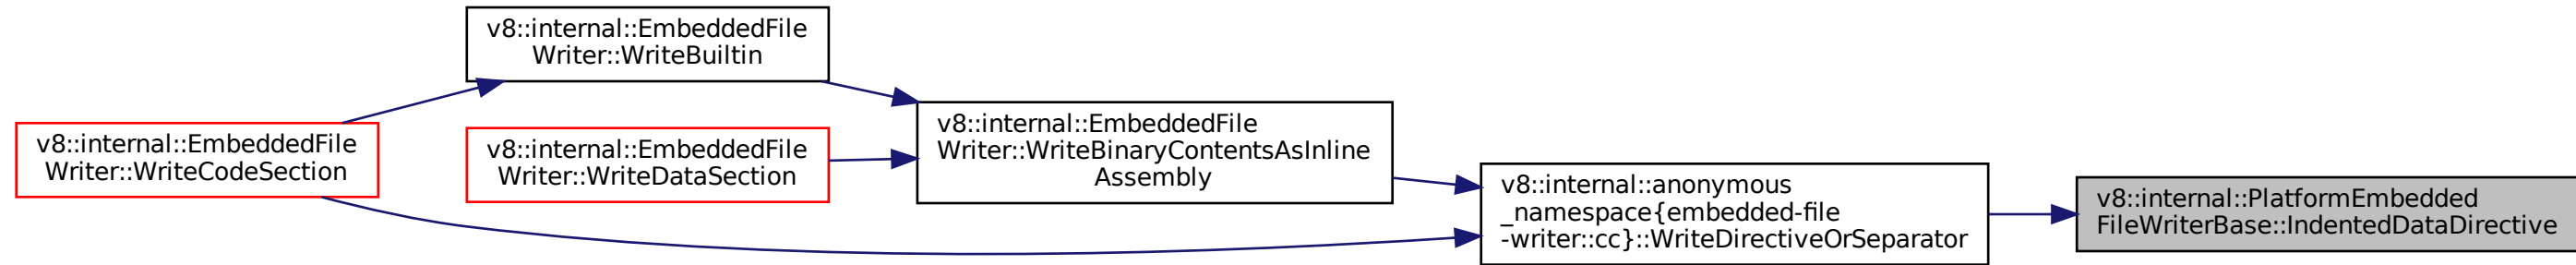 v8::internal::EmbeddedFile
Writer::WriteCodeSection
v8::internal::EmbeddedFile
Writer::WriteBuiltin
v8::internal::EmbeddedFile
Writer::WriteDataSection
v8::internal::EmbeddedFile
Writer::WriteBinaryContentsAsInline
Assembly
v8::internal::anonymous
_namespace{embedded-file
-writer::cc}::WriteDirectiveOrSeparator
v8::internal::PlatformEmbedded
FileWriterBase::IndentedDataDirective